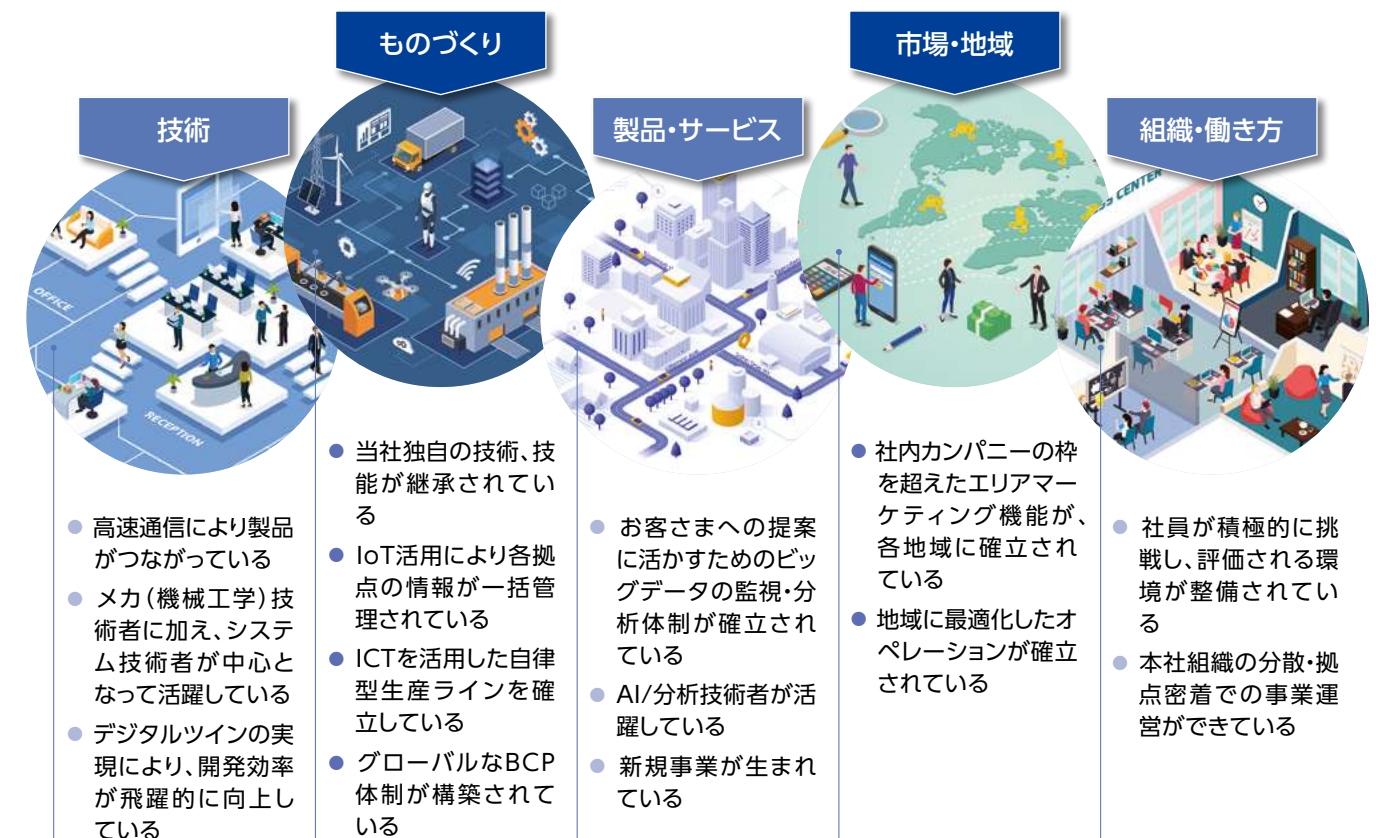 技術
OFFICE
RECEPTION
● 高速通信により製品
がつながっている
● メカ（機械工学）技
術者に加え、システ
ム技術者が中心と
なって活躍している
● デジタルツインの実
現により、開発効率
が飛躍的に向上し
ている
ものづくり
● 当社独自の技術、技
能が継承されてい
る
● IoT活用により各拠
点の情報が一括管
理されている
● ICTを活用した自律
型生産ラインを確
立している
● グローバルなBCP
体制が構築されて
いる
製品・サービス
● お客さまへの提案
に活かすためのビッ
グデータの監視・分
析体制が確立され
ている
● AI/分析技術者が活
躍している
● 新規事業が生まれ
ている
市場・地域
● 社内カンパニーの枠
を超えたエリアマー
ケティング機能が、
各地域に確立され
ている
● 地域に最適化したオ
ペレーションが確立
されている
組織・働き方
CENTER
● 社員が積極的に挑
戦し、評価される環
境が整備されてい
る
● 本社組織の分散・拠
点密着での事業運
営ができている